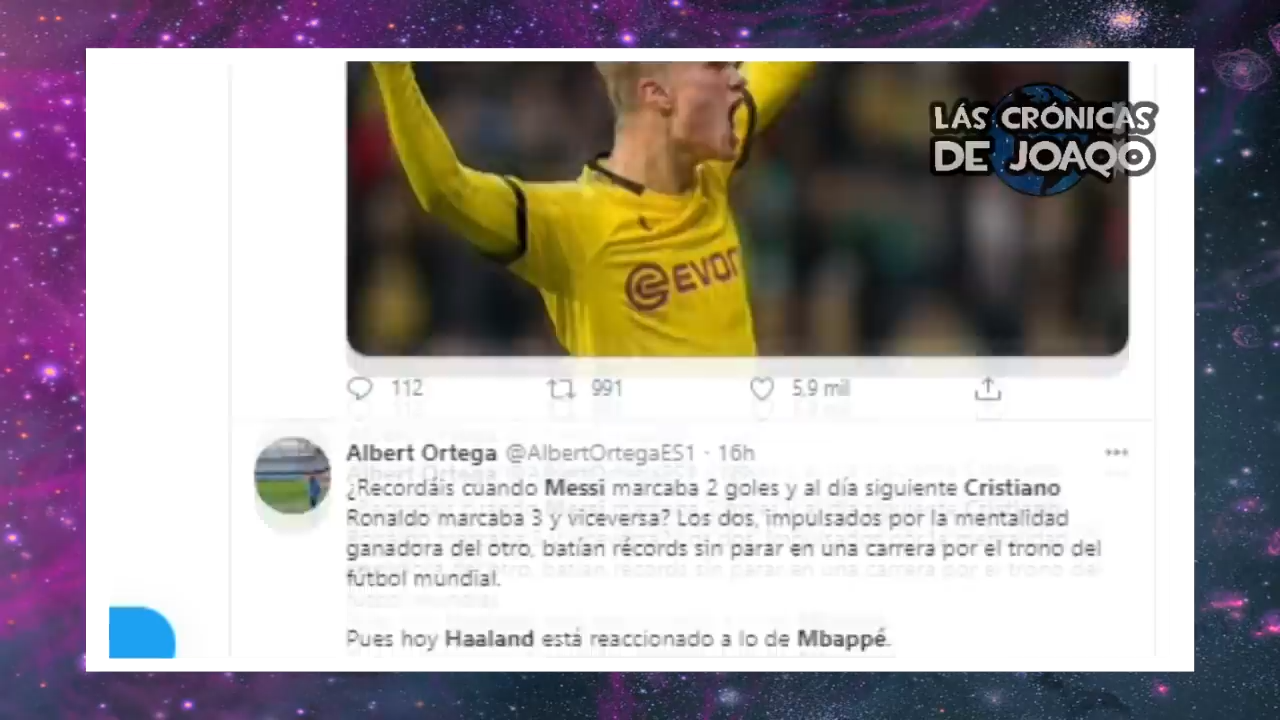 LÁS CRÓNICAS
DE JOAQO
EVON
112 991 5,9 mil
Albert Ortega @AlbertOrtegaES1 · 16h
¿Recordáis cuando Messi marcaba 2 goles y al día siguiente Cristiano
Ronaldo marcaba 3 y viceversa? Los dos, impulsados por la mentalidad
ganadora del otro, batían récords sin parar en una carrera por el trono del
fútbol mundial.
Pues hoy Haaland está reaccionado a lo de Mbappé.